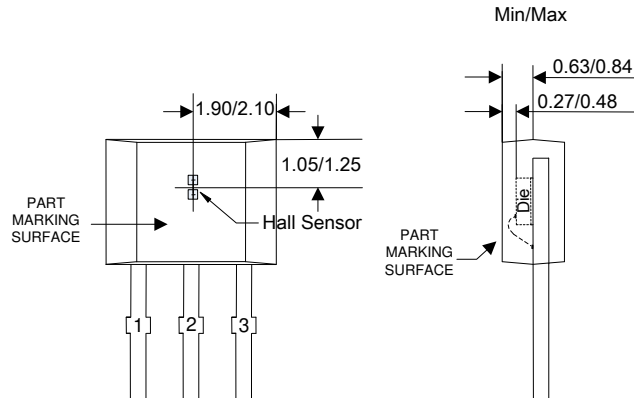 Min/Max
0.63/0.84
0.27/0.48
1.90/2.10
1.05/1.25
Die
Hall Sensor
PART
MARKING
SURFACE
PART
MARKING
SURFACE
1 2 3